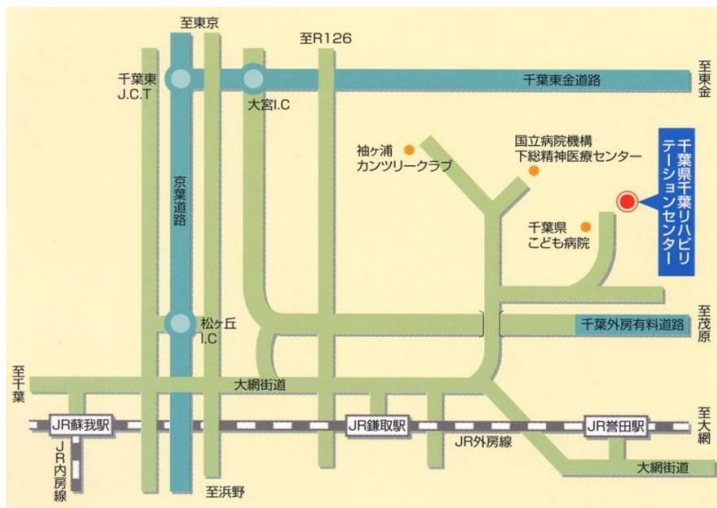 至東京
至R126
千葉東
J.C.T
大宮I.C
千葉東金道路
至東金
袖ヶ浦
カンツリークラブ
国立病院機構
下総精神医療センター
千葉県千葉リハビリ
テーションセンター
千葉県
こども病院
京葉道路
松ヶ丘
I.C
千葉外房有料道路
至茂原
至千葉
大網街道
JR蘇我駅
JR鎌取駅
JR誉田駅
至大網
JR外房線
JR内房線
至浜野
大網街道